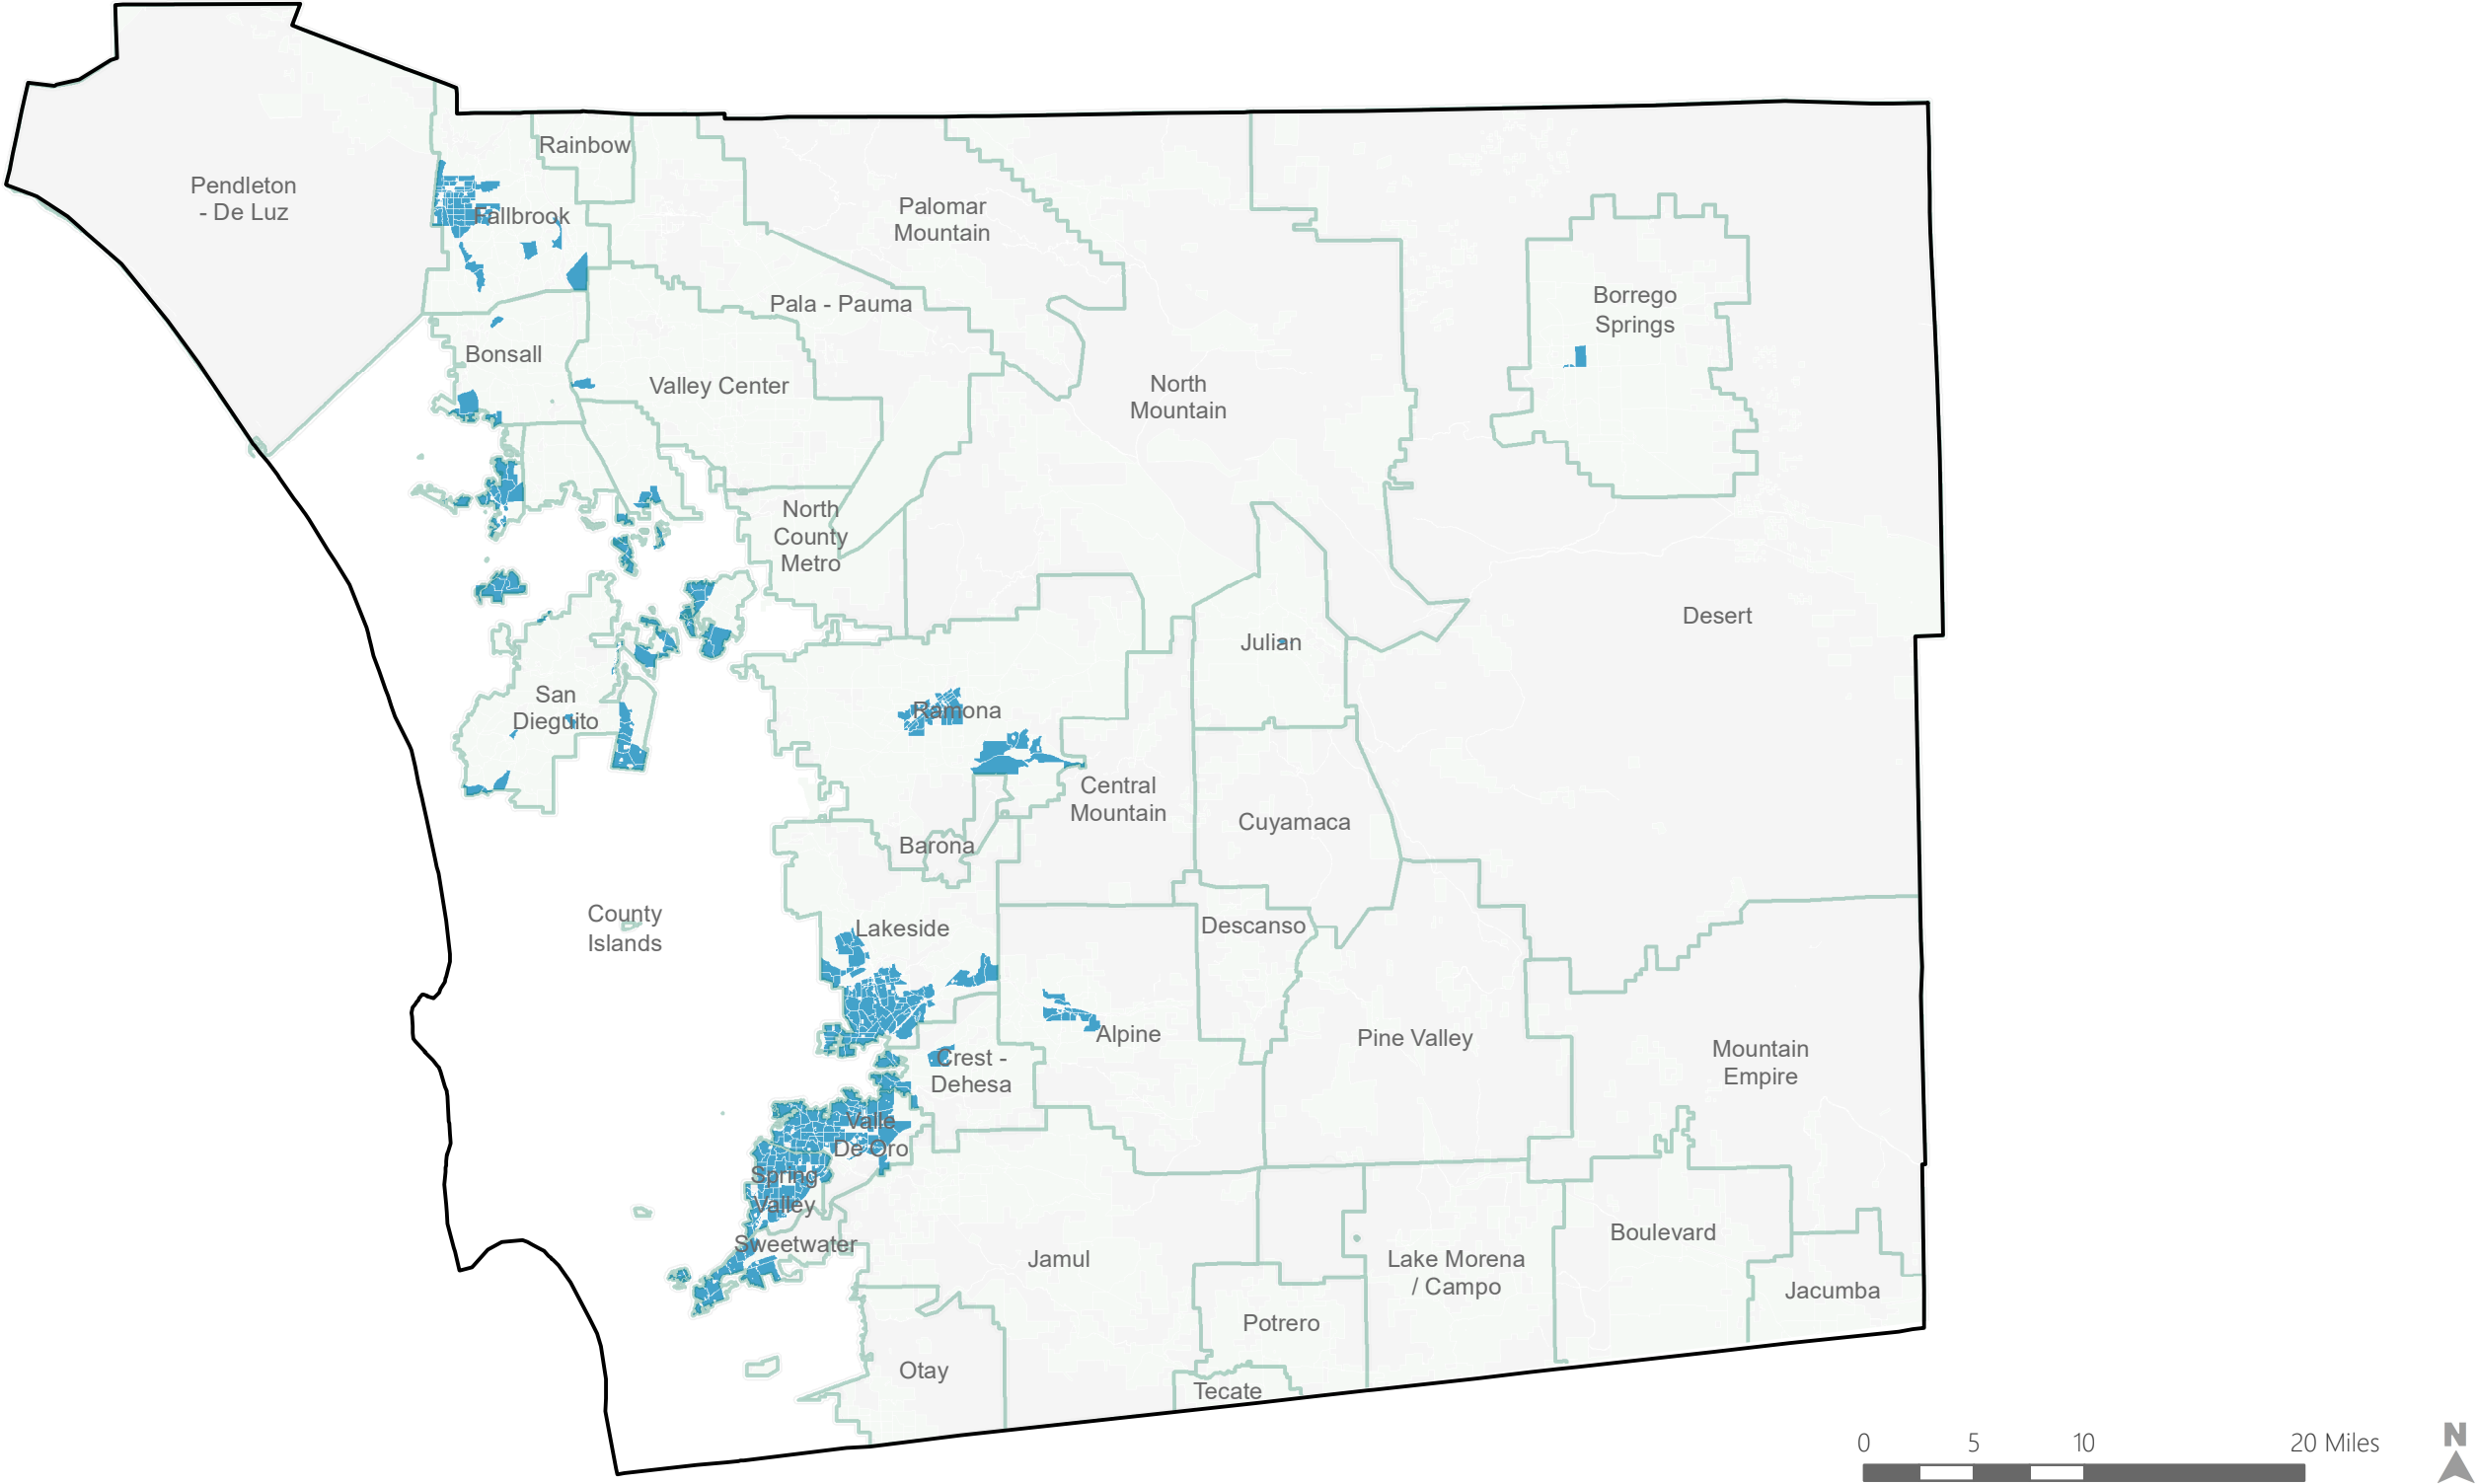 Rainbow
Pendleton
- De Luz
Fallbrook
Palomar
Mountain
Pala - Pauma
Borrego
Springs
Bonsall
Valley Center
North
Mountain
North
County
Metro
Desert
Julian
San
Dieguito
Ramona
Central
Mountain
Cuyamaca
Barona
County
Islands
Lakeside
Descanso
Alpine
Pine Valley
Crest -
Dehesa
Mountain
Empire
Valle
De Oro
Spring
Valley
Sweetwater
Jamul
Lake Morena
/ Campo
Boulevard
Jacumba
Potrero
Otay
Tecate
0 5 10 20 Miles
N